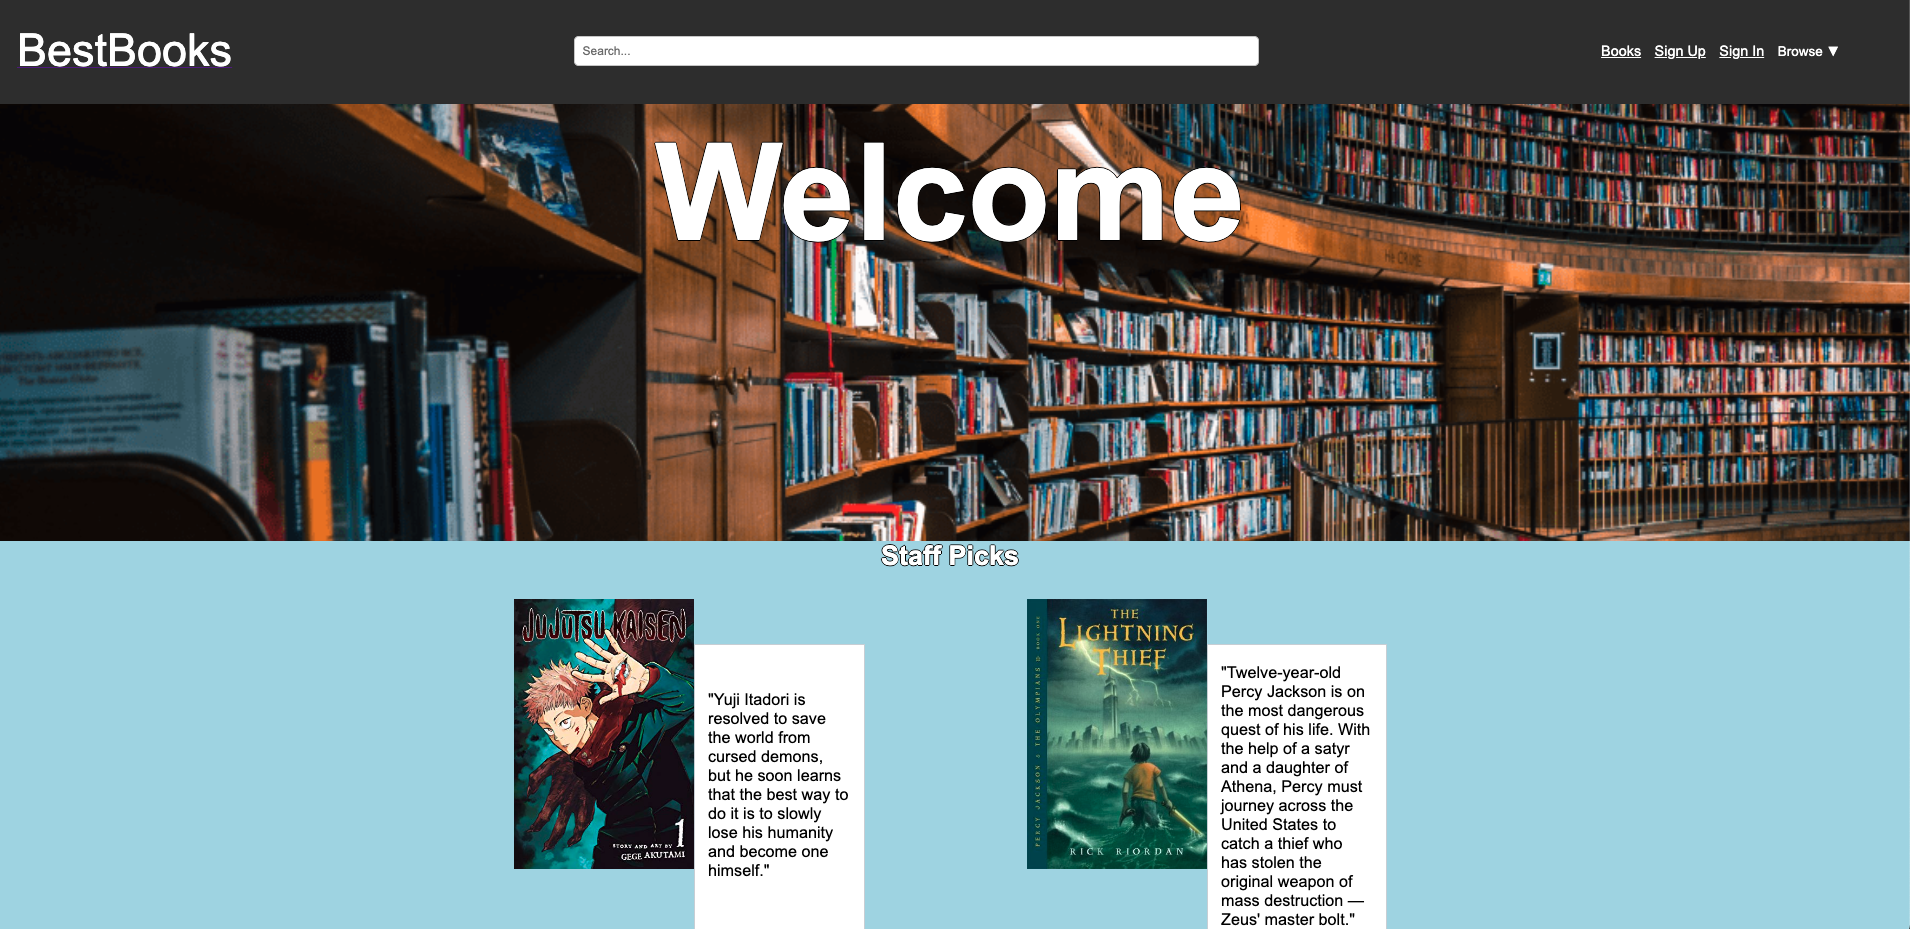 BestBooks
Search...
Books Sign Up Sign In Browse ▼
Welcome
Staff Picks
JUJUTSU KAISEN
1
STORY AND ART BY
GEGE AKUTAMI
"Yuji Itadori is
resolved to save
the world from
cursed demons,
but he soon learns
that the best way to
do it is to slowly
lose his humanity
and become one
himself."
THE
LIGHTNING
THIEF
PERCY JACKSON & THE OLYMPIANS BOOK ONE
RICK RIORDAN
"Twelve-year-old
Percy Jackson is on
the most dangerous
quest of his life. With
the help of a satyr
and a daughter of
Athena, Percy must
journey across the
United States to
catch a thief who
has stolen the
original weapon of
mass destruction —
Zeus' master bolt."